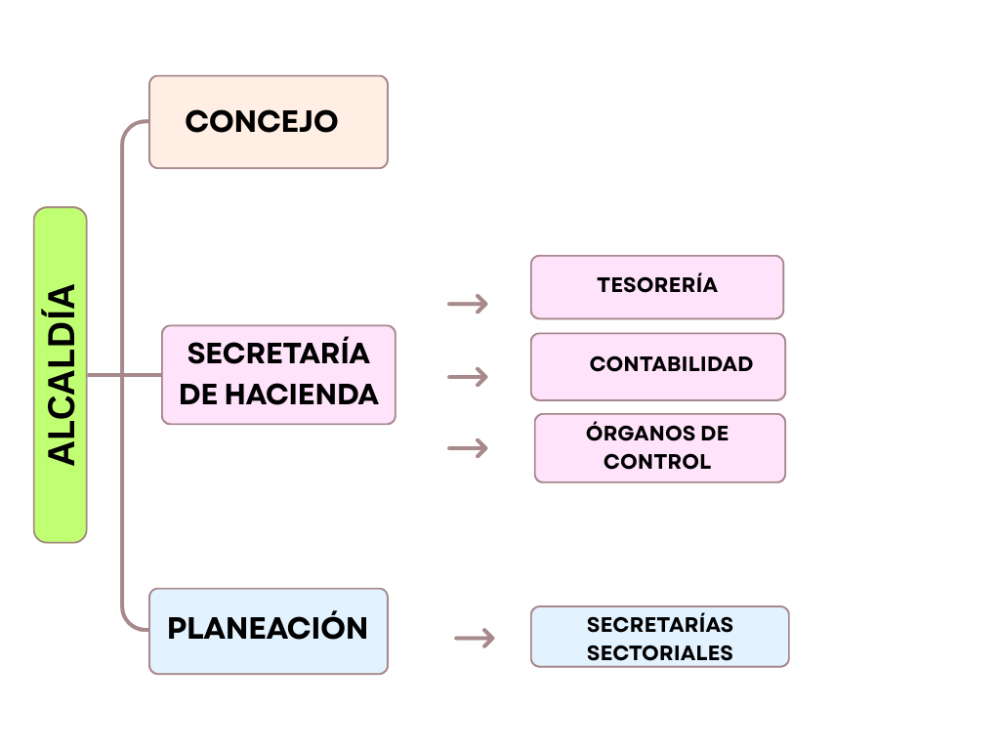 ALCALDÍA
CONCEJO
SECRETARÍA
DE HACIENDA
TESORERÍA
CONTABILIDAD
ÓRGANOS DE
CONTROL
PLANEACIÓN
SECRETARÍAS
SECTORIALES